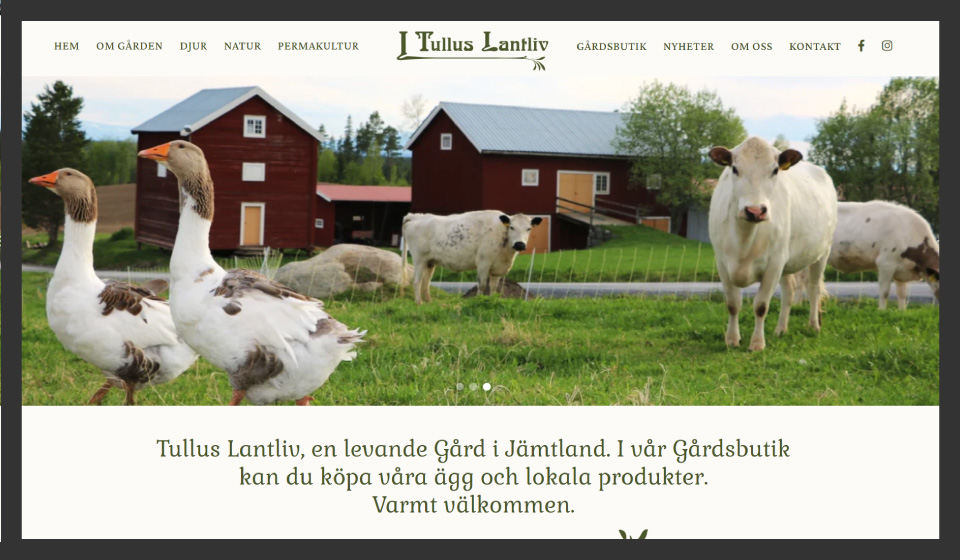 HEM OM GÅRDEN DJUR NATUR PERMAKULTUR I Tullus Lantliv GÅRDSBUTIK NYHETER OM OSS KONTAKT
Tullus Lantliv, en levande Gård i Jämtland. I vår Gårdsbutik
kan du köpa våra ägg och lokala produkter.
Varmt välkommen.